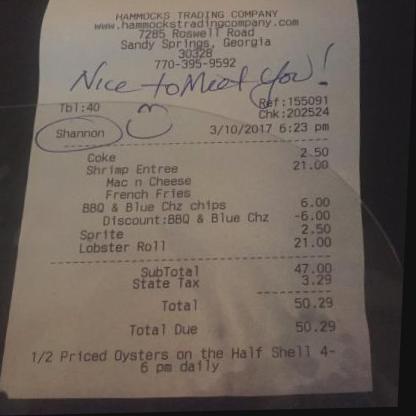 HAMMOCKS TRADING COMPANY
www.hammockstradingcompany.com
7285 Roswell Road
Sandy Springs, Georgia
30328
770-395-9592
Nice to Meet You!
Tbl:40 Ref:155091
Chk:202524
Shannon 3/10/2017 6:23 pm
Coke 2.50
Shrimp Entree 21.00
Mac n Cheese
French Fries
BBQ & Blue Chz chips 6.00
Discount:BBQ & Blue Chz -6.00
Sprite 2.50
Lobster Roll 21.00
SubTotal 47.00
State Tax 3.29
Total 50.29
Total Due 50.29
1/2 Priced Oysters on the Half Shell 4-
6 pm daily